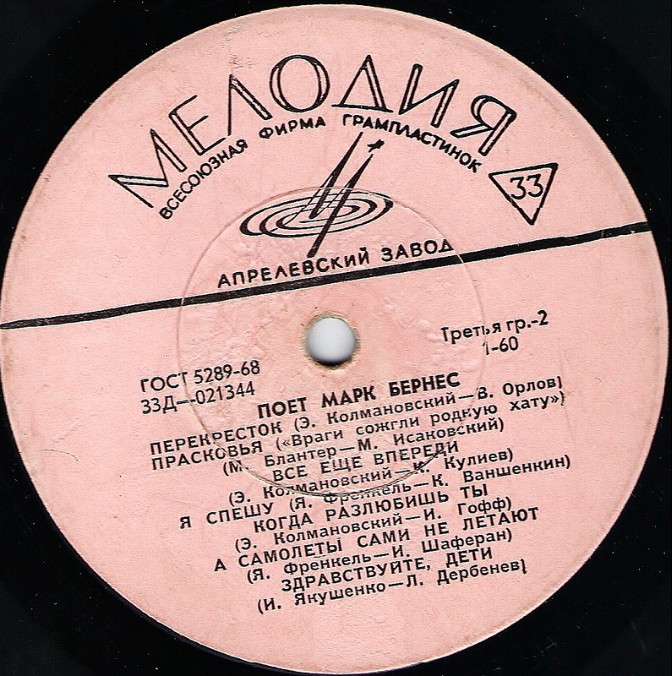 МЕЛОДИЯ
ВСЕСОЮЗНАЯ ФИРМА ГРАМПЛАСТИНОК
33
АПРЕЛЕВСКИЙ ЗАВОД
Третья гр.-2
1-60
ГОСТ 5289-68
33Д—021344
ПОЕТ МАРК БЕРНЕС
ПЕРЕКРЕСТОК (Э. Колмановский—В. Орлов)
ПРАСКОВЬЯ («Враги сожгли родную хату»)
(М. Блантер—М. Исаковский)
ВСЕ ЕЩЕ ВПЕРЕДИ
(Э. Колмановский—К. Кулиев)
Я СПЕШУ (Я. Френкель—К. Ваншенкин)
КОГДА РАЗЛЮБИШЬ ТЫ
(Э. Колмановский—И. Гофф)
А САМОЛЕТЫ САМИ НЕ ЛЕТАЮТ
(Я. Френкель—И. Шаферан)
ЗДРАВСТВУЙТЕ, ДЕТИ
(И. Якушенко—Л. Дербенев)